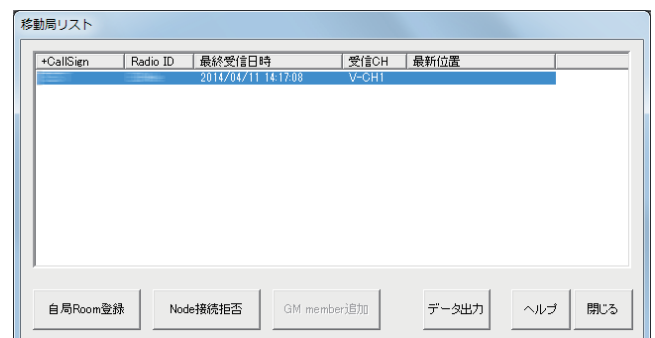 移動局リスト
+CallSign Radio ID 最終受信日時 受信CH 最新位置
2014/04/11 14:17:08 V-CH1
自局Room登録 Node接続拒否 GM member追加 データ出力 ヘルプ 閉じる